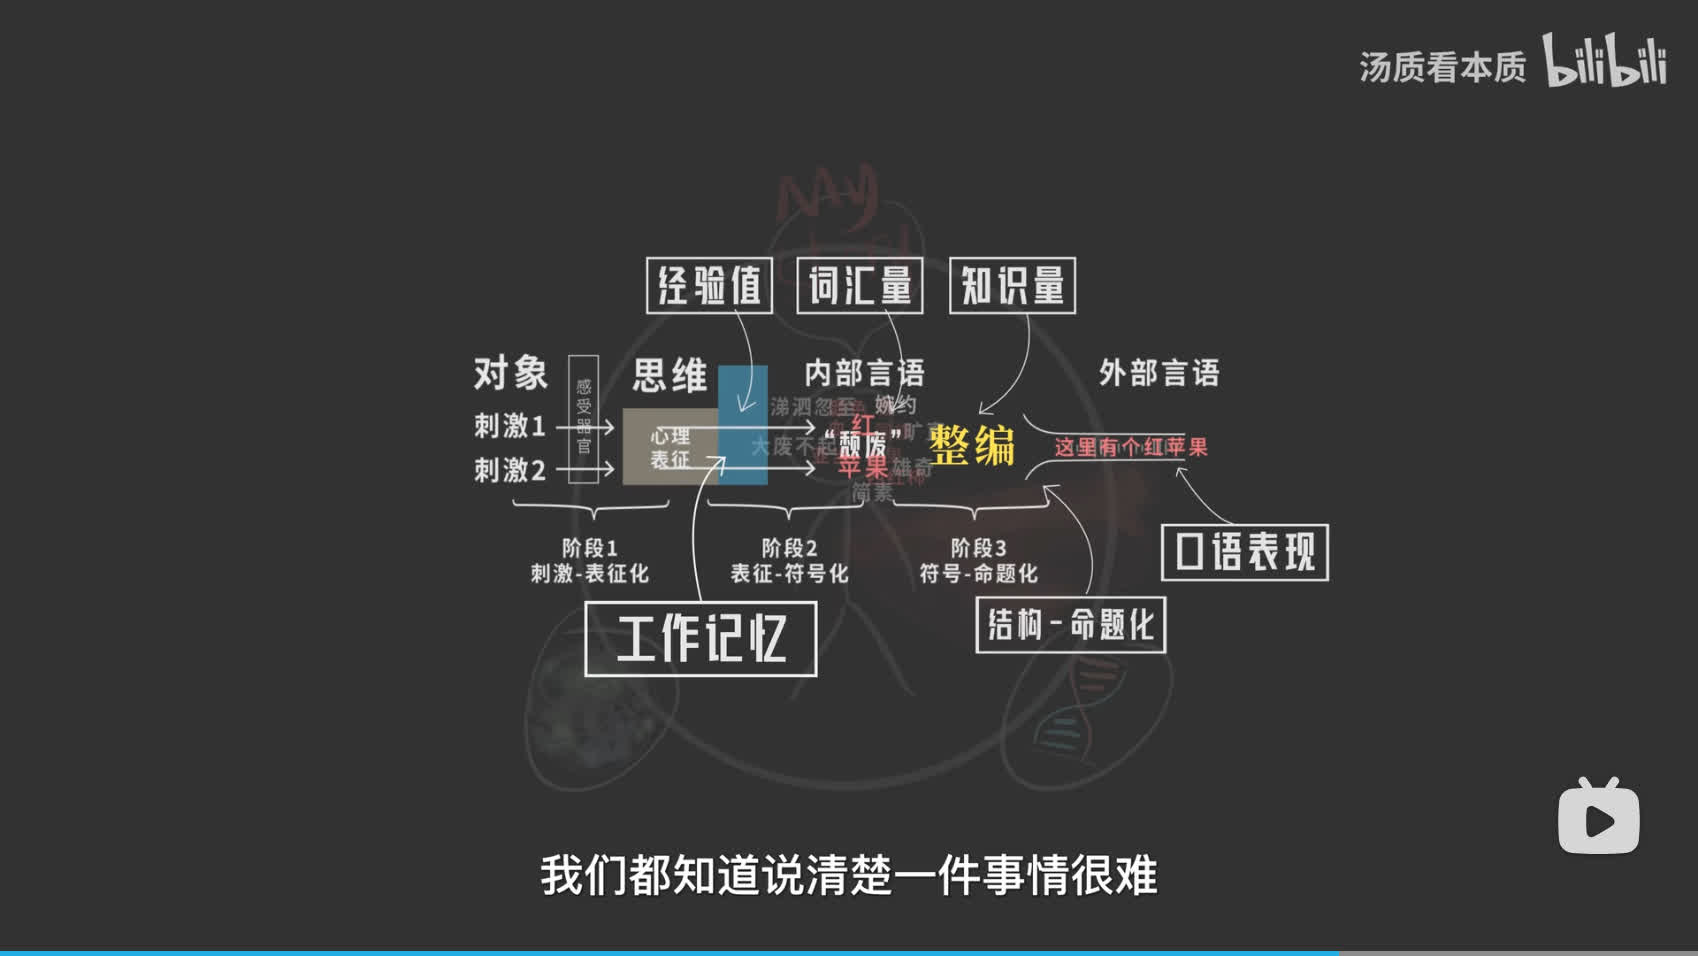 汤质看本质 bilibili
My
经验值 词汇量 知识量
对象 思维 内部言语 外部言语
感受器官
刺激1
刺激2
心理
表征
涕泗忽至 婉约
大废不起
红
“颓废”
苹果 雄奇
简素
整编
这里有个红苹果
阶段1
刺激-表征化
阶段2
表征-符号化
阶段3
符号-命题化
口语表现
工作记忆
结构-命题化
我们都知道说清楚一件事情很难